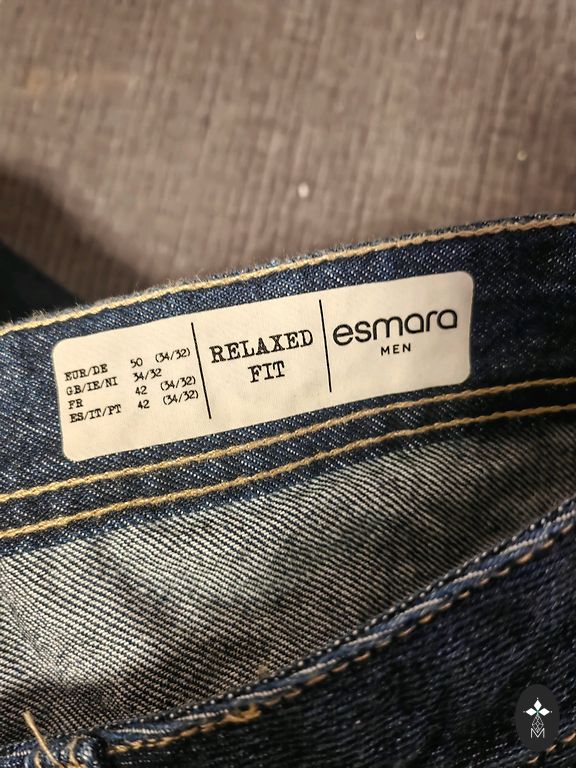 EUR/DE 50 (34/32)
GB/IE/NI 34/32
FR 42 (34/32)
ES/IT/PT 42 (34/32)
RELAXED
FIT
esmara
MEN
M